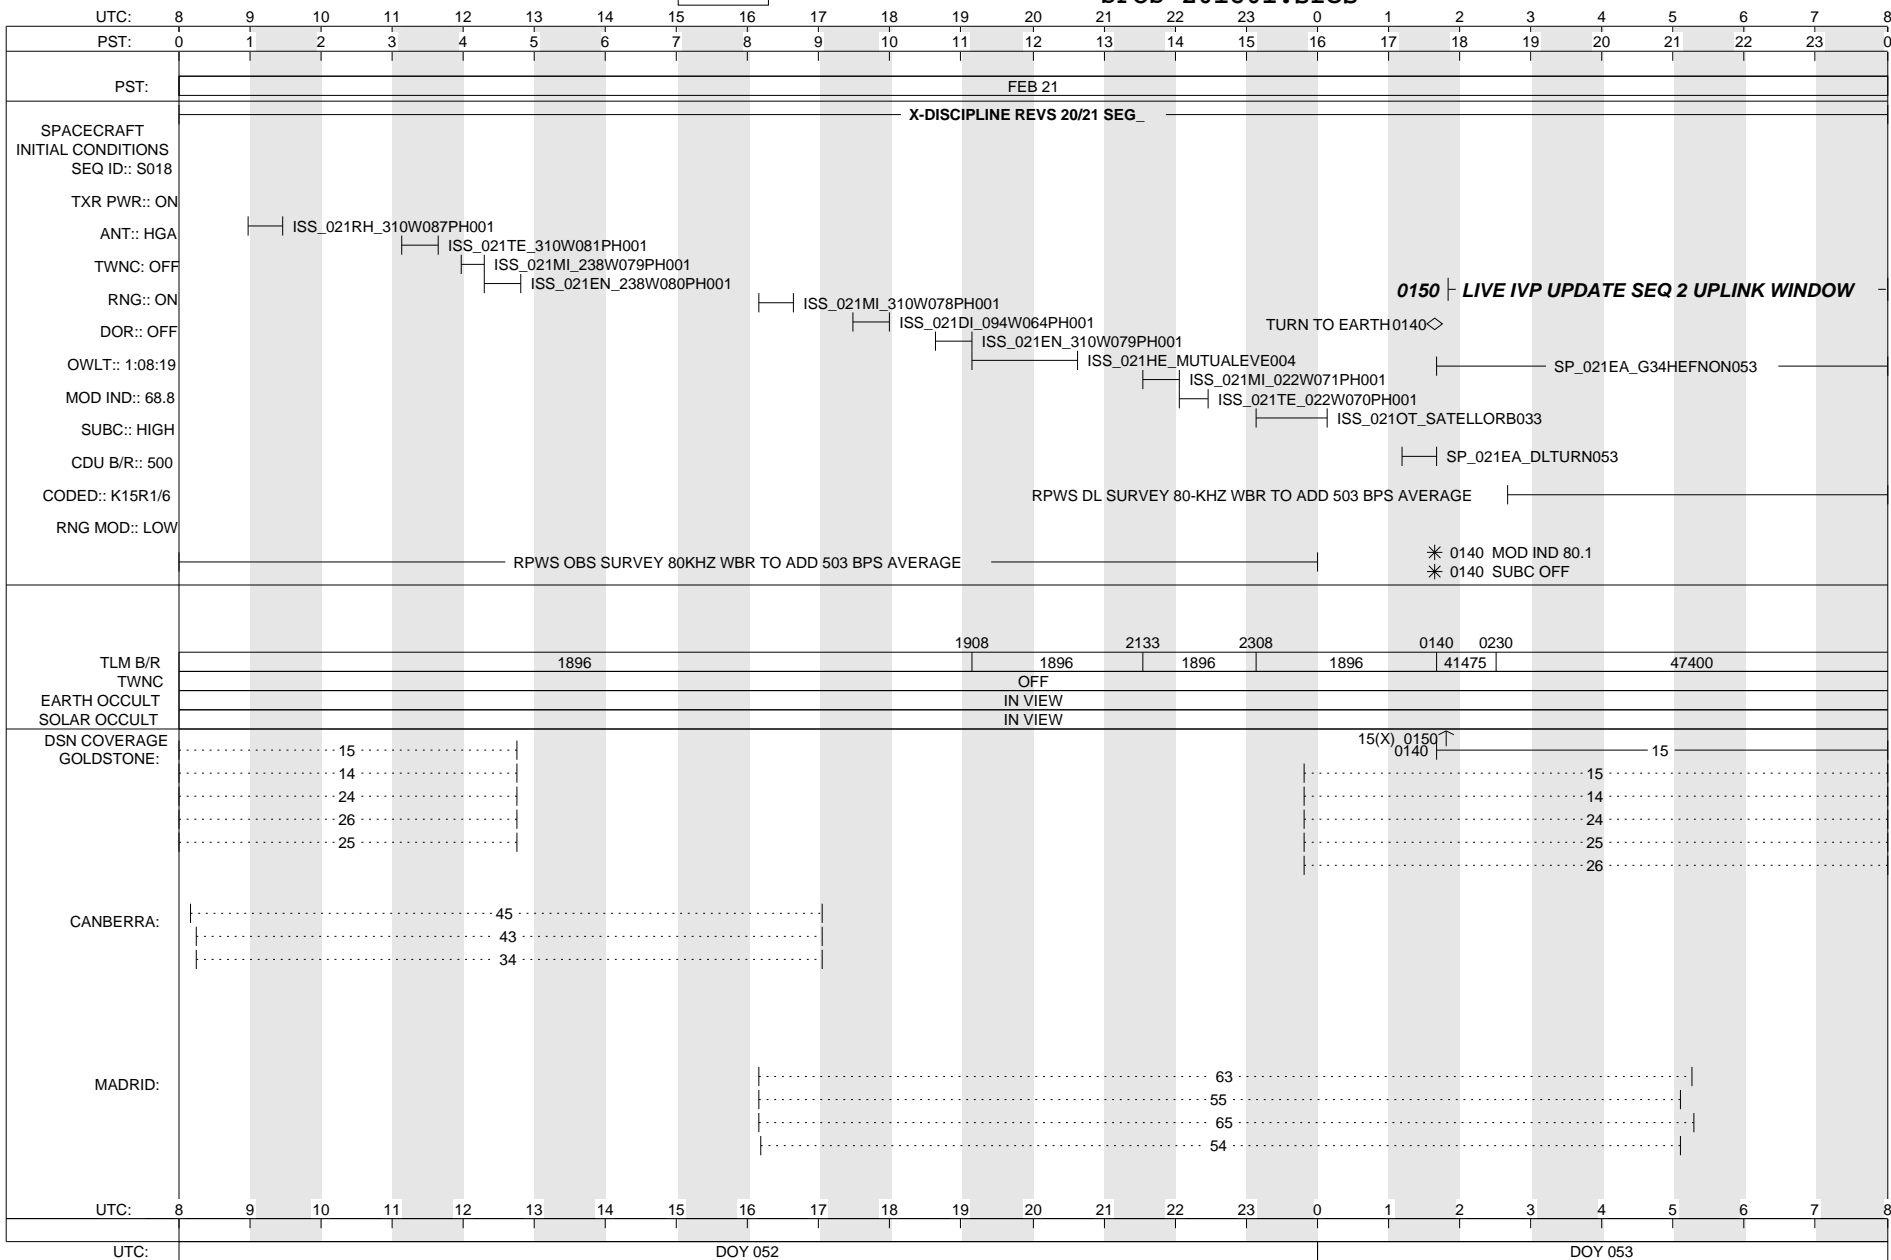 UTC: 8 9 10 11 12 13 14 15 16 17 18 19 20 21 22 23 0 1 2 3 4 5 6 7 8
PST: 0 1 2 3 4 5 6 7 8 9 10 11 12 13 14 15 16 17 18 19 20 21 22 23 0
PST: FEB 21
X-DISCIPLINE REVS 20/21 SEG_
SPACECRAFT
INITIAL CONDITIONS
SEQ ID:: S018
TXR PWR:: ON
ISS_021RH_310W087PH001
ANT:: HGA
ISS_021TE_310W081PH001
TWNC: OFF
ISS_021MI_238W079PH001
ISS_021EN_238W080PH001
0150 LIVE IVP UPDATE SEQ 2 UPLINK WINDOW
RNG:: ON
ISS_021MI_310W078PH001
ISS_021DI_094W064PH001
TURN TO EARTH 0140
DOR:: OFF
ISS_021EN_310W079PH001
OWLT:: 1:08:19
ISS_021HE_MUTUALEVE004
SP_021EA_G34HEFNON053
ISS_021MI_022W071PH001
MOD IND:: 68.8
ISS_021TE_022W070PH001
ISS_021OT_SATELLORB033
SUBC:: HIGH
SP_021EA_DLTURN053
CDU B/R:: 500
CODED:: K15R1/6
RPWS DL SURVEY 80-KHZ WBR TO ADD 503 BPS AVERAGE
RNG MOD:: LOW
0140 MOD IND 80.1
RPWS OBS SURVEY 80KHZ WBR TO ADD 503 BPS AVERAGE
0140 SUBC OFF
1908 2133 2308 0140 0230
TLM B/R 1896 1896 1896 1896 41475 47400
TWNC OFF
EARTH OCCULT IN VIEW
SOLAR OCCULT IN VIEW
DSN COVERAGE
15(X) 0150
GOLDSTONE: 15 0140 15
14 15
24 14
26 24
25 25
26
CANBERRA: 45
43
34
MADRID: 63
55
65
54
UTC: 8 9 10 11 12 13 14 15 16 17 18 19 20 21 22 23 0 1 2 3 4 5 6 7 8
UTC: DOY 052 DOY 053